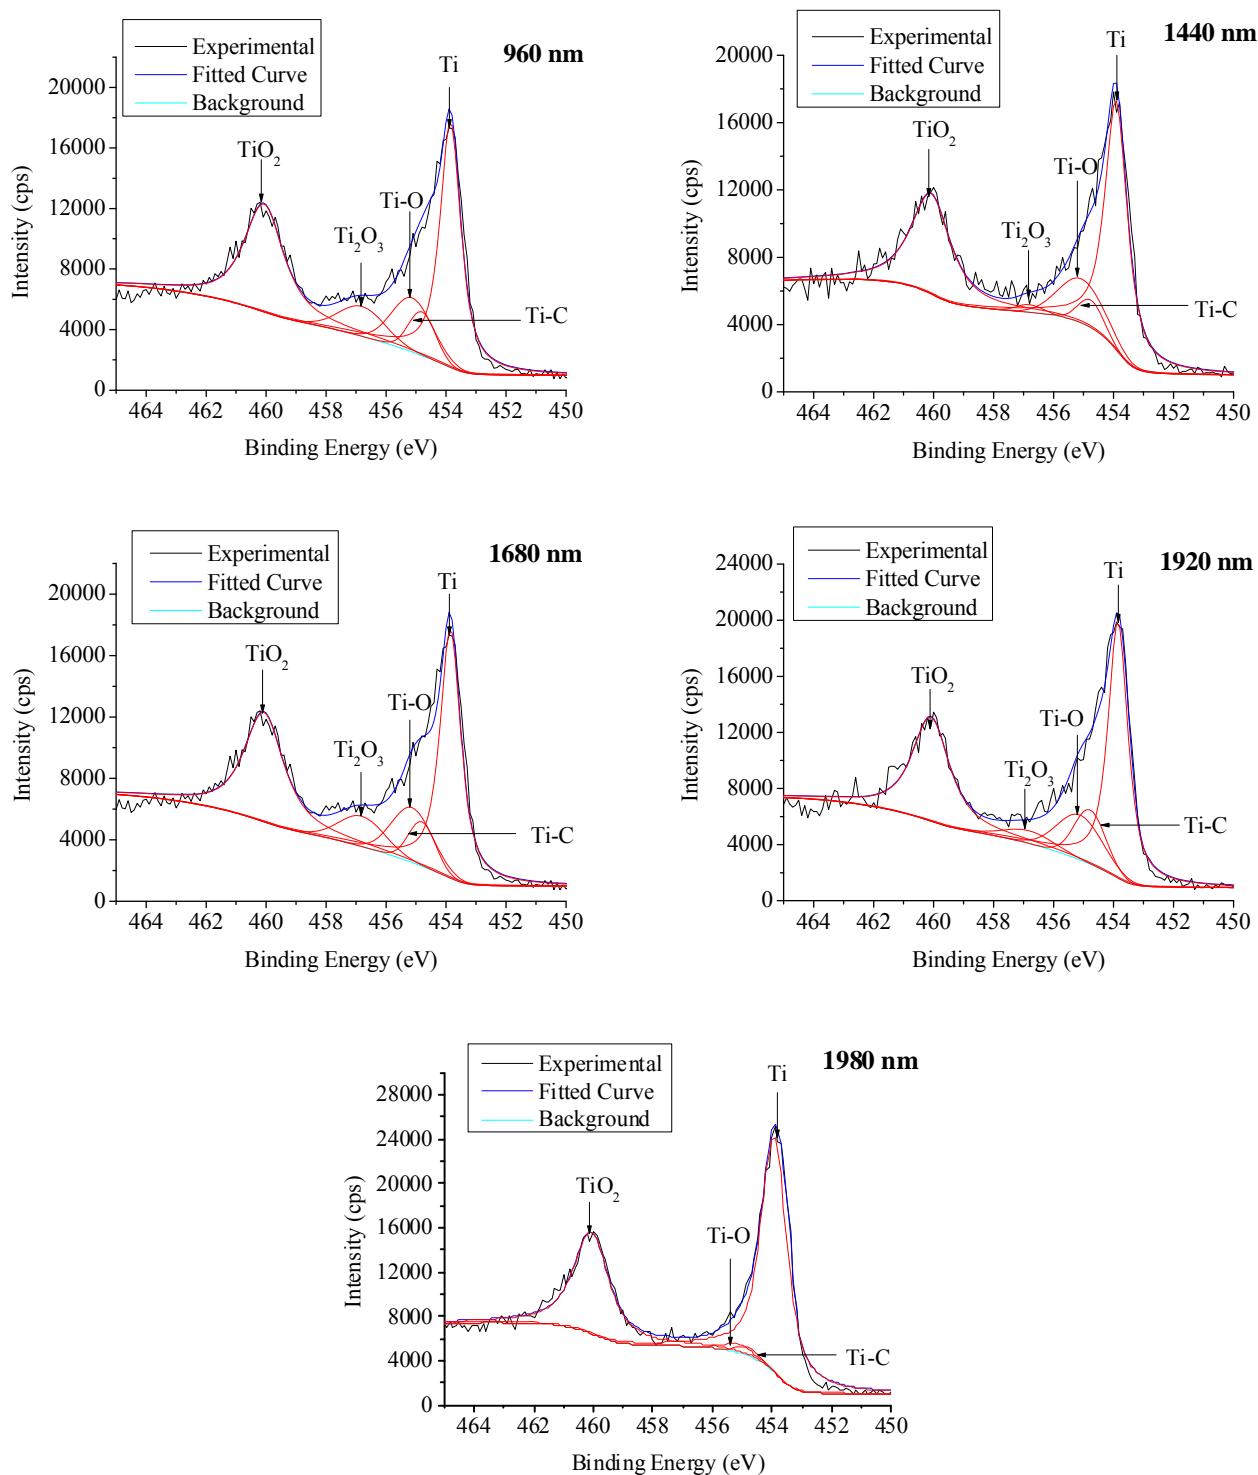 Experimental
Fitted Curve
Background
960 nm
Ti
TiO2
Ti-O
Ti2O3
Ti-C
20000
16000
12000
8000
4000
0
Intensity (cps)
464 462 460 458 456 454 452 450
Binding Energy (eV)
Experimental
Fitted Curve
Background
1440 nm
Ti
TiO2
Ti-O
Ti2O3
Ti-C
20000
16000
12000
8000
4000
0
Intensity (cps)
464 462 460 458 456 454 452 450
Binding Energy (eV)
Experimental
Fitted Curve
Background
1680 nm
Ti
TiO2
Ti-O
Ti2O3
Ti-C
20000
16000
12000
8000
4000
0
Intensity (cps)
464 462 460 458 456 454 452 450
Binding Energy (eV)
Experimental
Fitted Curve
Background
1920 nm
Ti
TiO2
Ti-O
Ti2O3
Ti-C
24000
20000
16000
12000
8000
4000
0
Intensity (cps)
464 462 460 458 456 454 452 450
Binding Energy (eV)
Experimental
Fitted Curve
Background
1980 nm
Ti
TiO2
Ti-O
Ti-C
28000
24000
20000
16000
12000
8000
4000
0
Intensity (cps)
464 462 460 458 456 454 452 450
Binding Energy (eV)